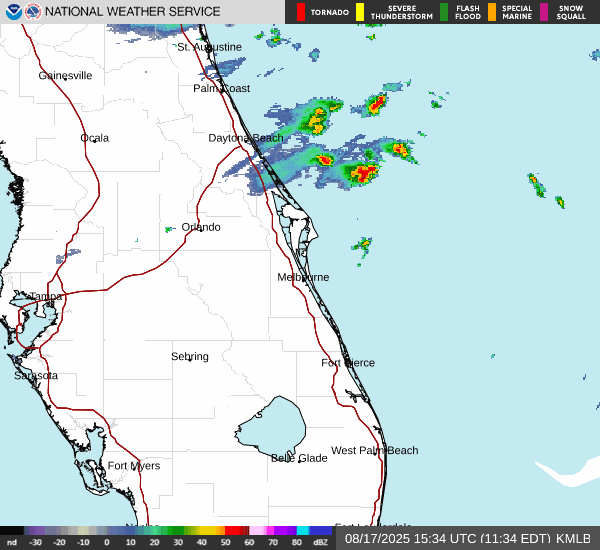 NATIONAL WEATHER SERVICE
TORNADO
SEVERE THUNDERSTORM
FLASH FLOOD
SPECIAL MARINE
SNOW SQUALL
St. Augustine
Gainesville
Palm Coast
Ocala
Daytona Beach
Orlando
Melbourne
Tampa
Sebring
Fort Pierce
Sarasota
West Palm Beach
Belle Glade
Fort Myers
nd -30 -20 -10 0 10 20 30 40 50 60 70 80 dBZ
08/17/2025 15:34 UTC (11:34 EDT) KMLB